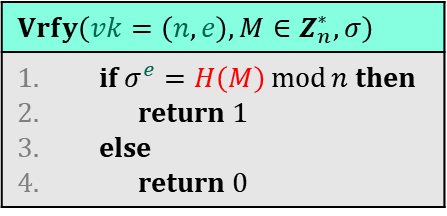 Vrfy(vk = (n, e), M ∈ Z*ₙ, σ)
1. if σᵉ = H(M) mod n then
2. return 1
3. else
4. return 0